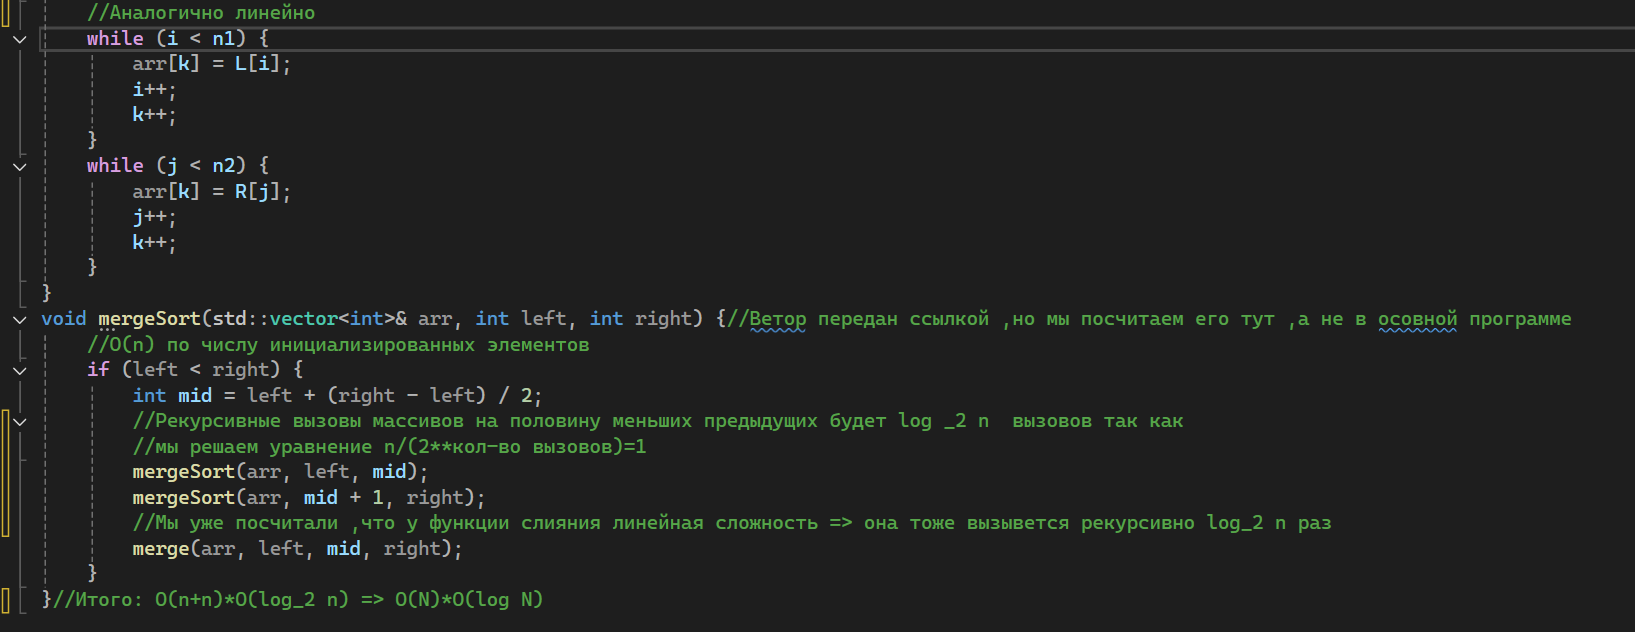 //Аналогично линейно
while (i < n1) {
arr[k] = L[i];
i++;
k++;
}
while (j < n2) {
arr[k] = R[j];
j++;
k++;
}
}
void mergeSort(std::vector<int>& arr, int left, int right) {//Ветор передан ссылкой ,но мы посчитаем его тут ,а не в осовной программе
//O(n) по числу инициализированных элементов
if (left < right) {
int mid = left + (right - left) / 2;
//Рекурсивные вызовы массивов на половину меньших предыдущих будет log _2 n  вызовов так как
//мы решаем уравнение n/(2**кол-во вызовов)=1
mergeSort(arr, left, mid);
mergeSort(arr, mid + 1, right);
//Мы уже посчитали ,что у функции слияния линейная сложность => она тоже вызывется рекурсивно log_2 n раз
merge(arr, left, mid, right);
}
}//Итого: O(n+n)*O(log_2 n) => O(N)*O(log N)